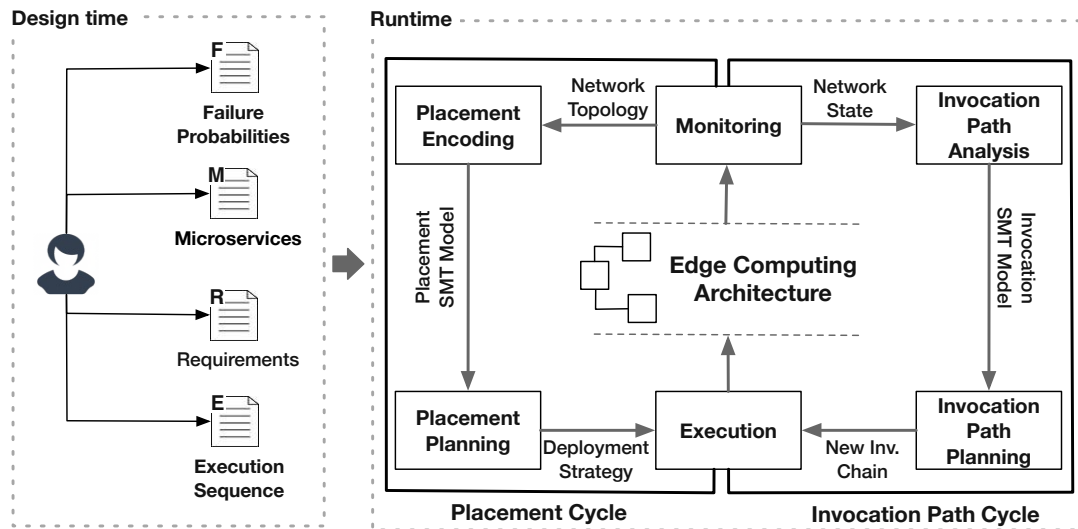 Design time
F
Failure
Probabilities
M
Microservices
R
Requirements
E
Execution
Sequence
Runtime
Placement
Encoding
Network
Topology
Monitoring
Network
State
Invocation
Path
Analysis
Placement
SMT Model
Edge Computing
Architecture
Invocation
SMT Model
Placement
Planning
Deployment
Strategy
Execution
New Inv.
Chain
Invocation
Path
Planning
Placement Cycle
Invocation Path Cycle